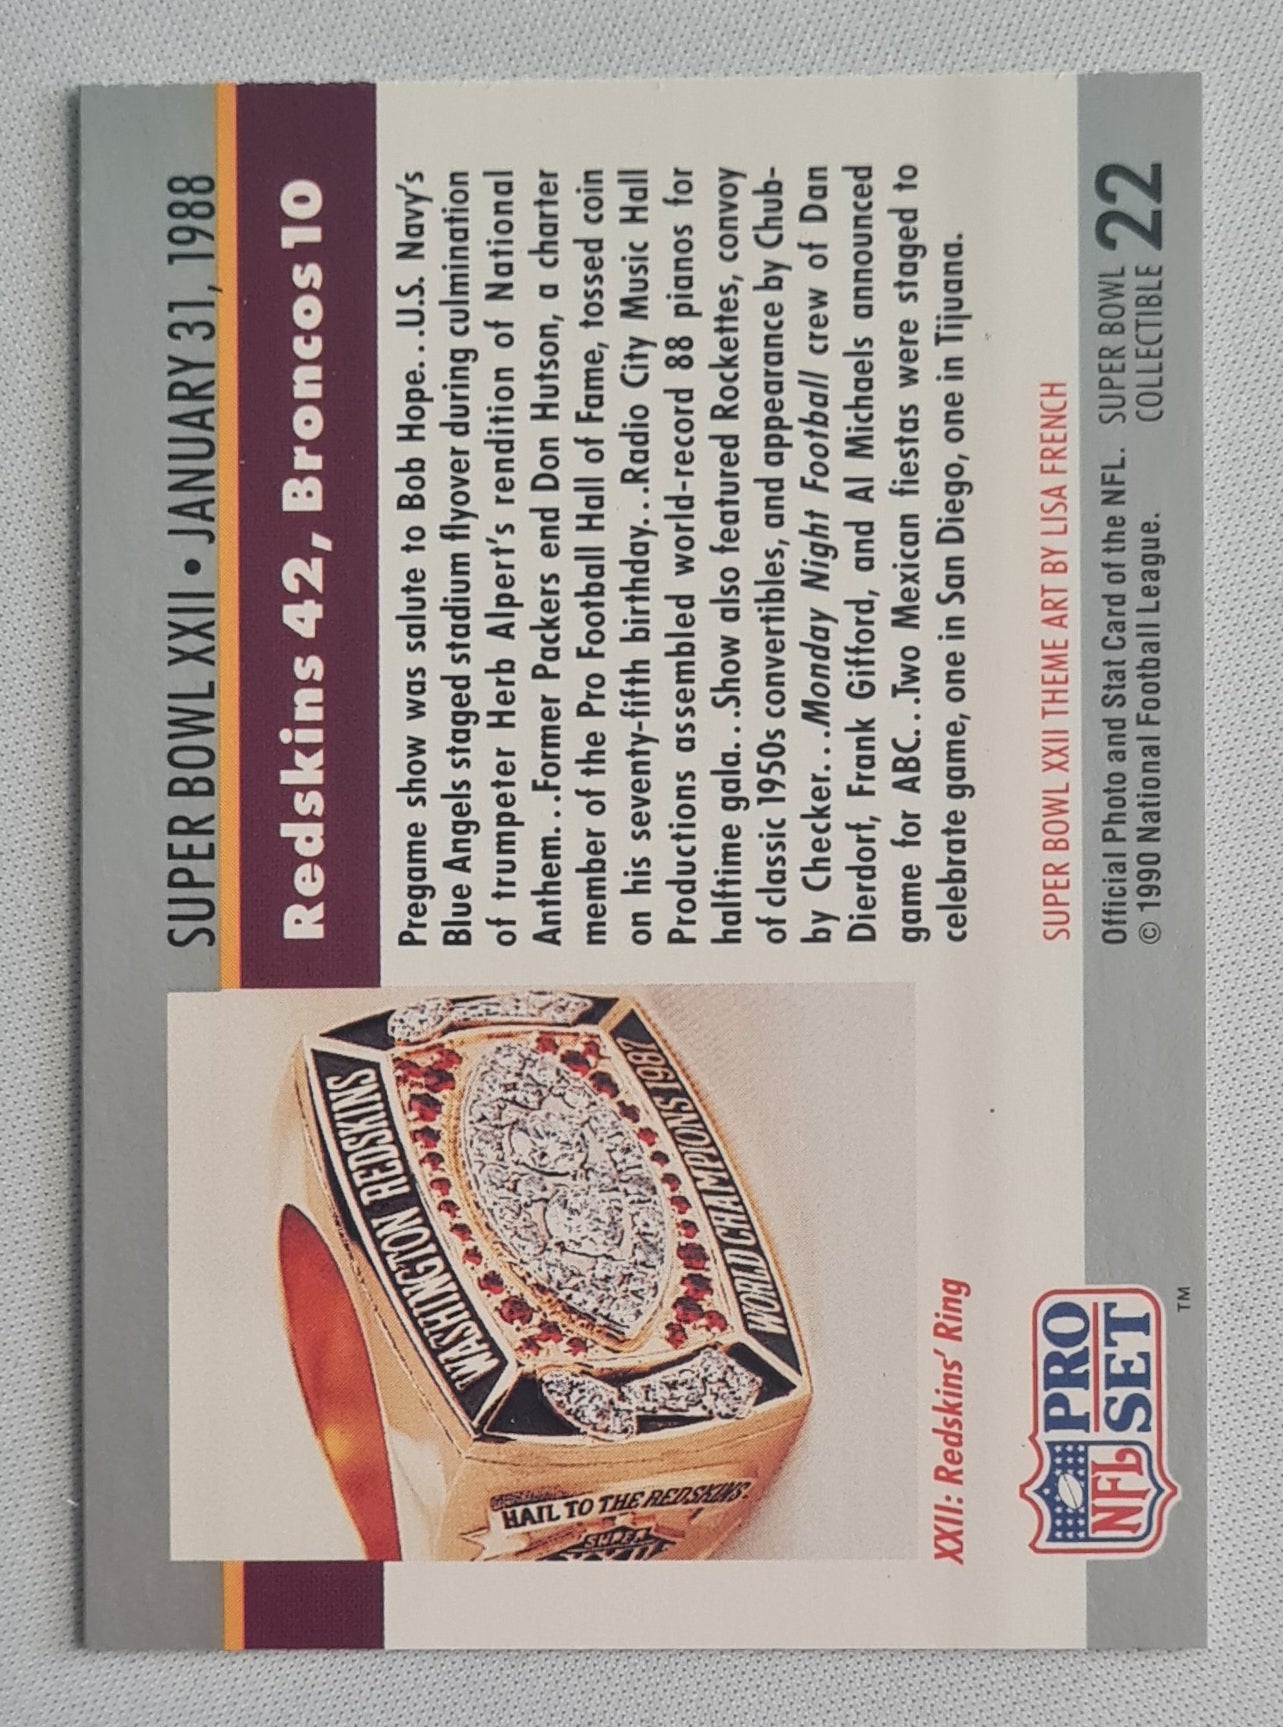 SUPER BOWL XXII • JANUARY 31, 1988
Redskins 42, Broncos 10
Pregame show was salute to Bob Hope. . .U.S. Navy's
Blue Angels staged stadium flyover during culmination
of trumpeter Herb Alpert's rendition of National
Anthem. . .Former Packers end Don Hutson, a charter
member of the Pro Football Hall of Fame, tossed coin
on his seventy-fifth birthday. . .Radio City Music Hall
Productions assembled world-record 88 pianos for
halftime gala. . .Show also featured Rockettes, convoy
of classic 1950s convertibles, and appearance by Chub-
by Checker. . .Monday Night Football crew of Dan
Dierdorf, Frank Gifford, and Al Michaels announced
game for ABC. . .Two Mexican fiestas were staged to
celebrate game, one in San Diego, one in Tijuana.
WASHINGTON REDSKINS
WORLD CHAMPIONS 1987
HAIL TO THE REDSKINS
SUPER
XXII
XXII: Redskins' Ring
SUPER BOWL XXII THEME ART BY LISA FRENCH
NFL PRO SET
TM
Official Photo and Stat Card of the NFL.
© 1990 National Football League.
SUPER BOWL
COLLECTIBLE 22